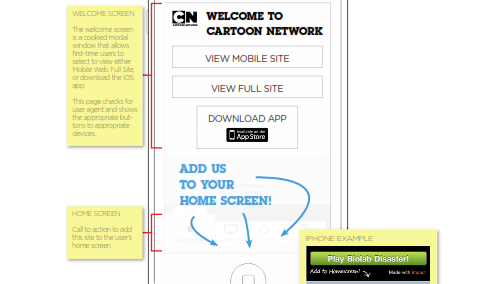 WELCOME SCREEN
The welcome screen
is a cookied modal
window that allows
first-time users to
select to view either
Mobile Web, Full Site,
or download the iOS
app.
This page checks for
user agent and shows
the appropriate but-
tons to appropriate
devices.
CN
CARTOON NETWORK
WELCOME TO
CARTOON NETWORK
VIEW MOBILE SITE
VIEW FULL SITE
DOWNLOAD APP
Available on the
App Store
ADD US
TO YOUR
HOME SCREEN!
HOME SCREEN
Call to action to add
this site to the user's
home screen
IPHONE EXAMPLE
Play Biolab Disaster!
Add to Homescreen!
Made with Impact